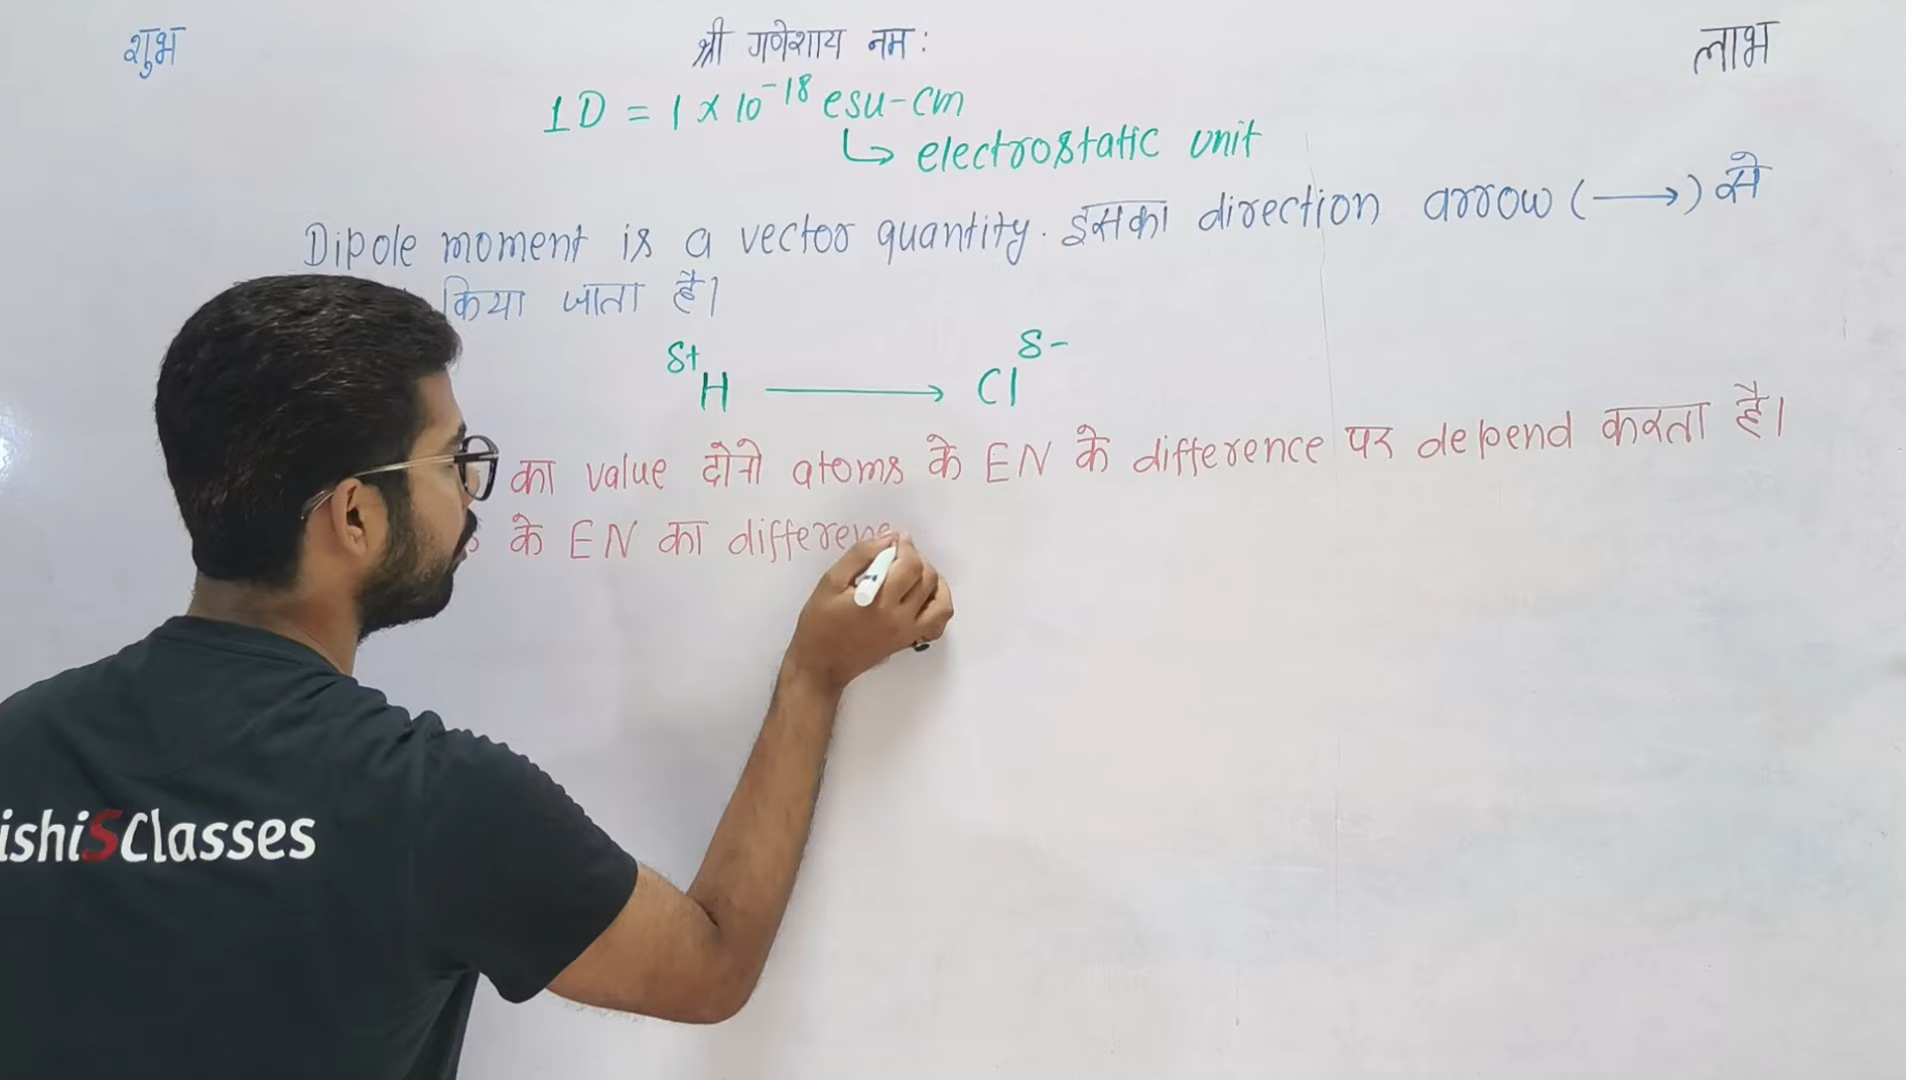 शुभ श्री गणेशाय नमः लाभ
1D = 1 × 10⁻¹⁸ esu-cm
↳ electrostatic unit
Dipole moment is a vector quantity. इसका direction arrow (⟶) से
किया जाता है।
δ+ δ-
H ⟶ Cl
का value दोनो atoms के EN के difference पर depend करता है।
के EN का differenc
ishiSClasses